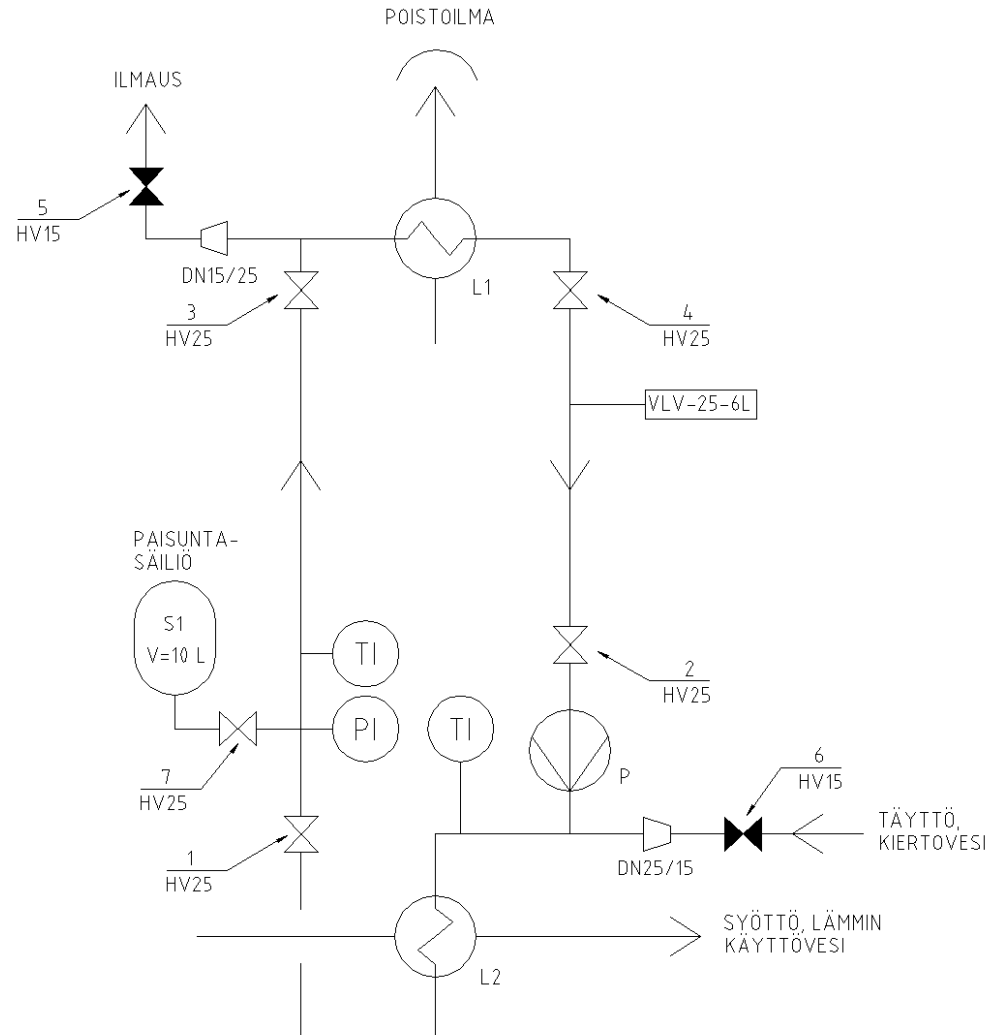 POISTOILMA
ILMAUS
5
HV15
DN15/25
L1
3
HV25
4
HV25
VLV-25-6L
PAISUNTA-
SÄILIÖ
S1
V=10 L
TI
2
HV25
PI
TI
P
6
HV15
7
HV25
TÄYTTÖ,
KIERTOVESI
1
HV25
DN25/15
SYÖTTÖ, LÄMMIN
KÄYTTÖVESI
L2